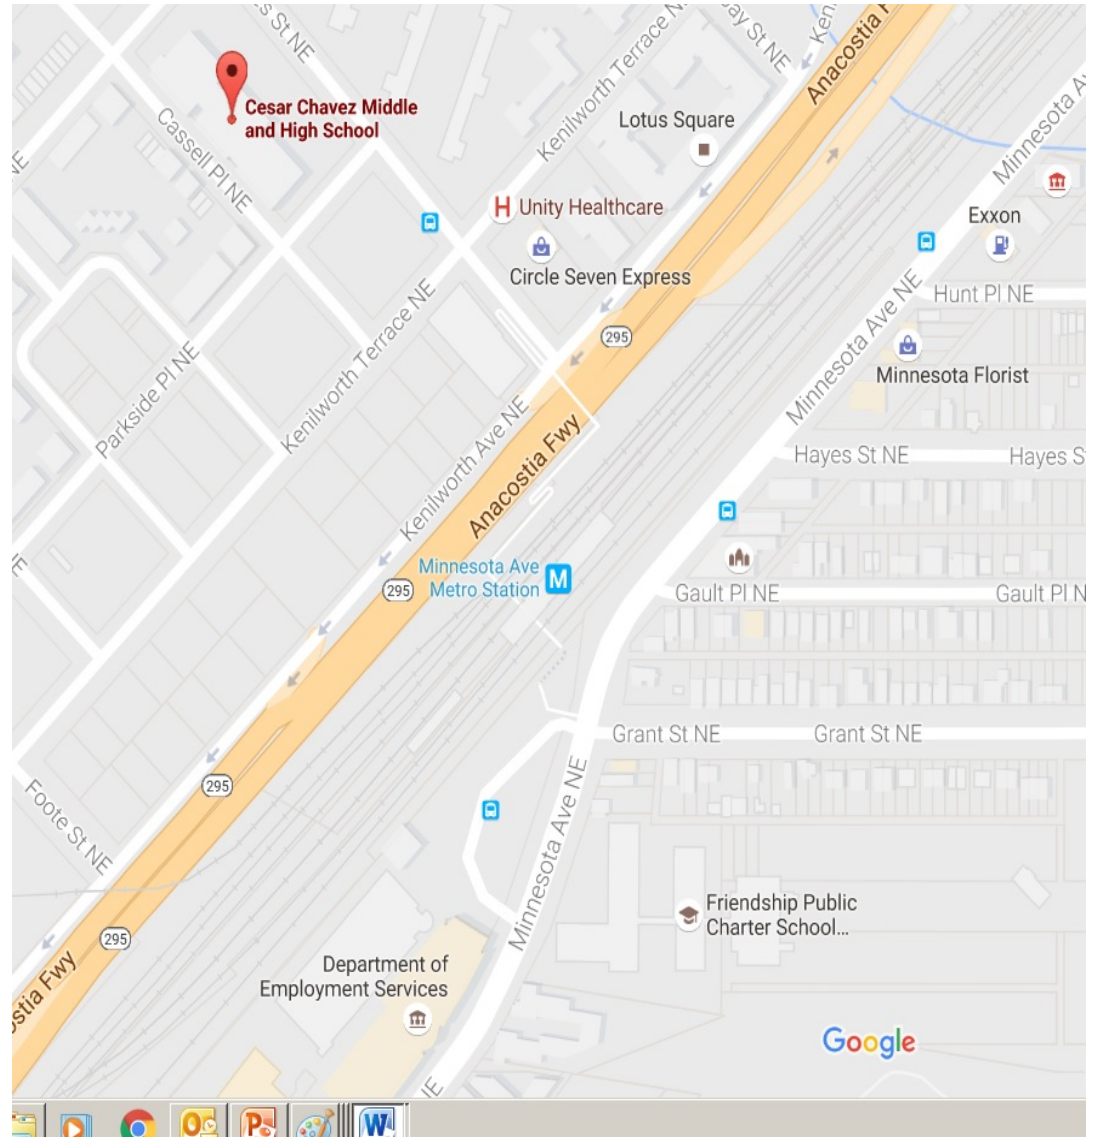 s St NE
ay St NE
Ken
Anacostia F
Minnesota A
Cesar Chavez Middle
and High School
Kenilworth Terrace N
Lotus Square
Cassell Pl NE
NE
H Unity Healthcare
Exxon
Circle Seven Express
Hunt Pl NE
295
Kenilworth Terrace NE
Minnesota Ave NE
Minnesota Florist
Parkside Pl NE
Kenilworth Ave NE
Anacostia Fwy
Hayes St NE
Hayes S
NE
Minnesota Ave
Metro Station
M
295
Gault Pl NE
Gault Pl N
Grant St NE
Grant St NE
295
Foote St NE
Minnesota Ave NE
Friendship Public
Charter School...
295
ostia Fwy
Department of
Employment Services
Google
NE